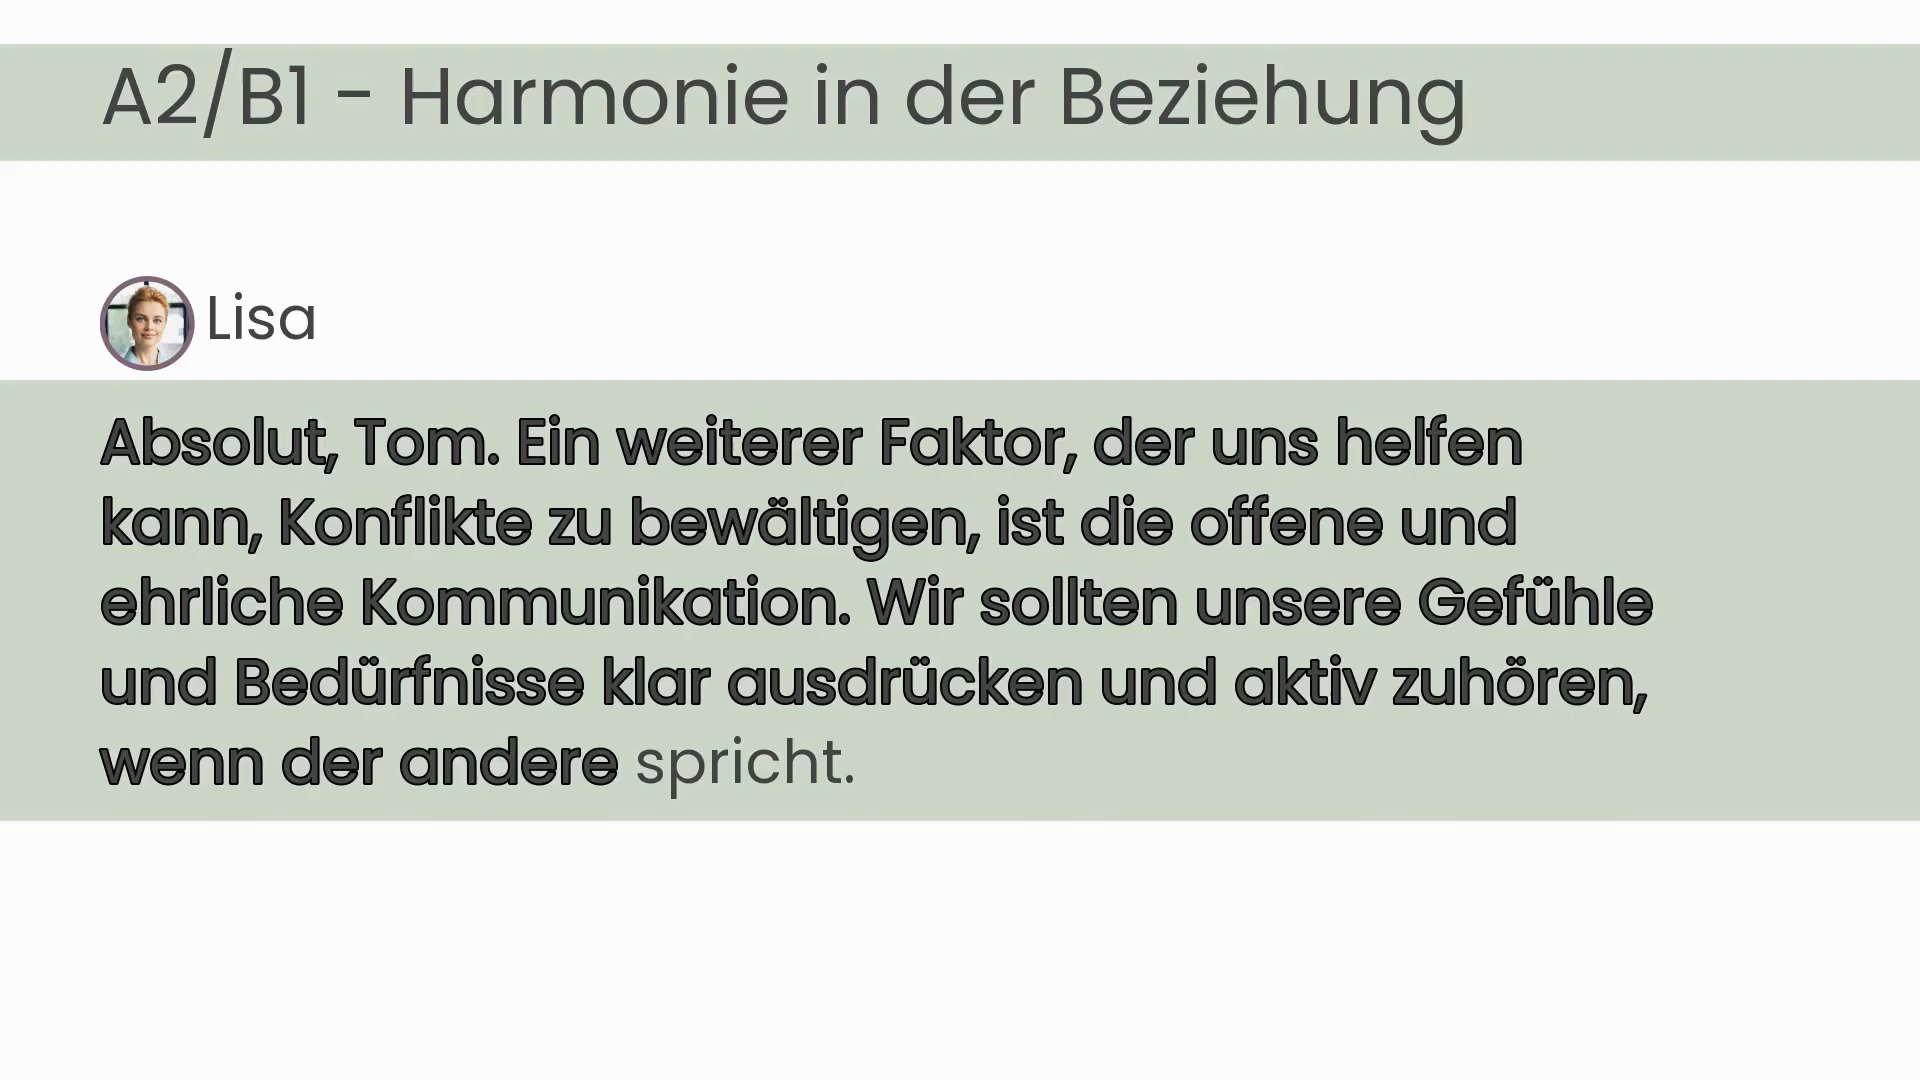 A2/B1 - Harmonie in der Beziehung
Lisa
Absolut, Tom. Ein weiterer Faktor, der uns helfen
kann, Konflikte zu bewältigen, ist die offene und
ehrliche Kommunikation. Wir sollten unsere Gefühle
und Bedürfnisse klar ausdrücken und aktiv zuhören,
wenn der andere spricht.